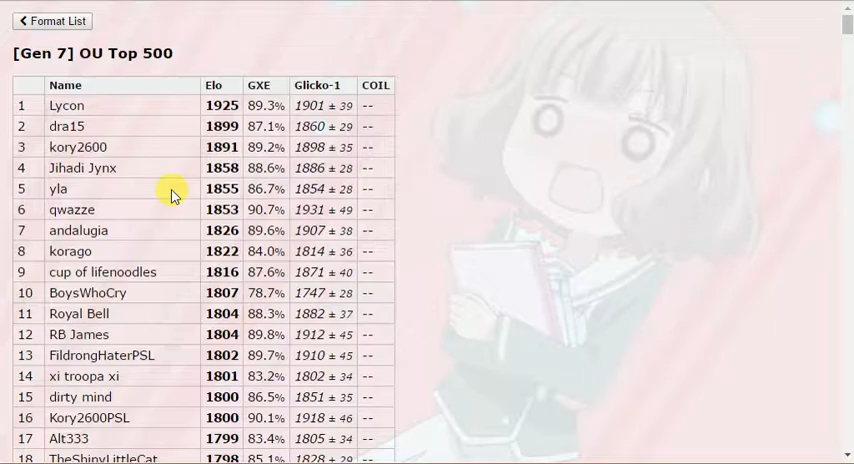 Format List
[Gen 7] OU Top 500
Name Elo GXE Glicko-1 COIL
1 Lycon 1925 89.3% 1901 ± 39 --
2 dra15 1899 87.1% 1860 ± 29 --
3 kory2600 1891 89.2% 1898 ± 35 --
4 Jihadi Jynx 1858 88.6% 1886 ± 28 --
5 yla 1855 86.7% 1854 ± 28 --
6 qwazze 1853 90.7% 1931 ± 49 --
7 andalugia 1826 89.6% 1907 ± 38 --
8 korago 1822 84.0% 1814 ± 36 --
9 cup of lifenoodles 1816 87.6% 1871 ± 40 --
10 BoysWhoCry 1807 78.7% 1747 ± 28 --
11 Royal Bell 1804 88.3% 1882 ± 37 --
12 RB James 1804 89.8% 1912 ± 45 --
13 FildrongHaterPSL 1802 89.7% 1910 ± 45 --
14 xi troopa xi 1801 83.2% 1802 ± 34 --
15 dirty mind 1800 86.5% 1851 ± 35 --
16 Kory2600PSL 1800 90.1% 1918 ± 46 --
17 Alt333 1799 83.4% 1805 ± 34 --
18 TheShinyLittleCat 1798 85.1% 1828 ± 29 --